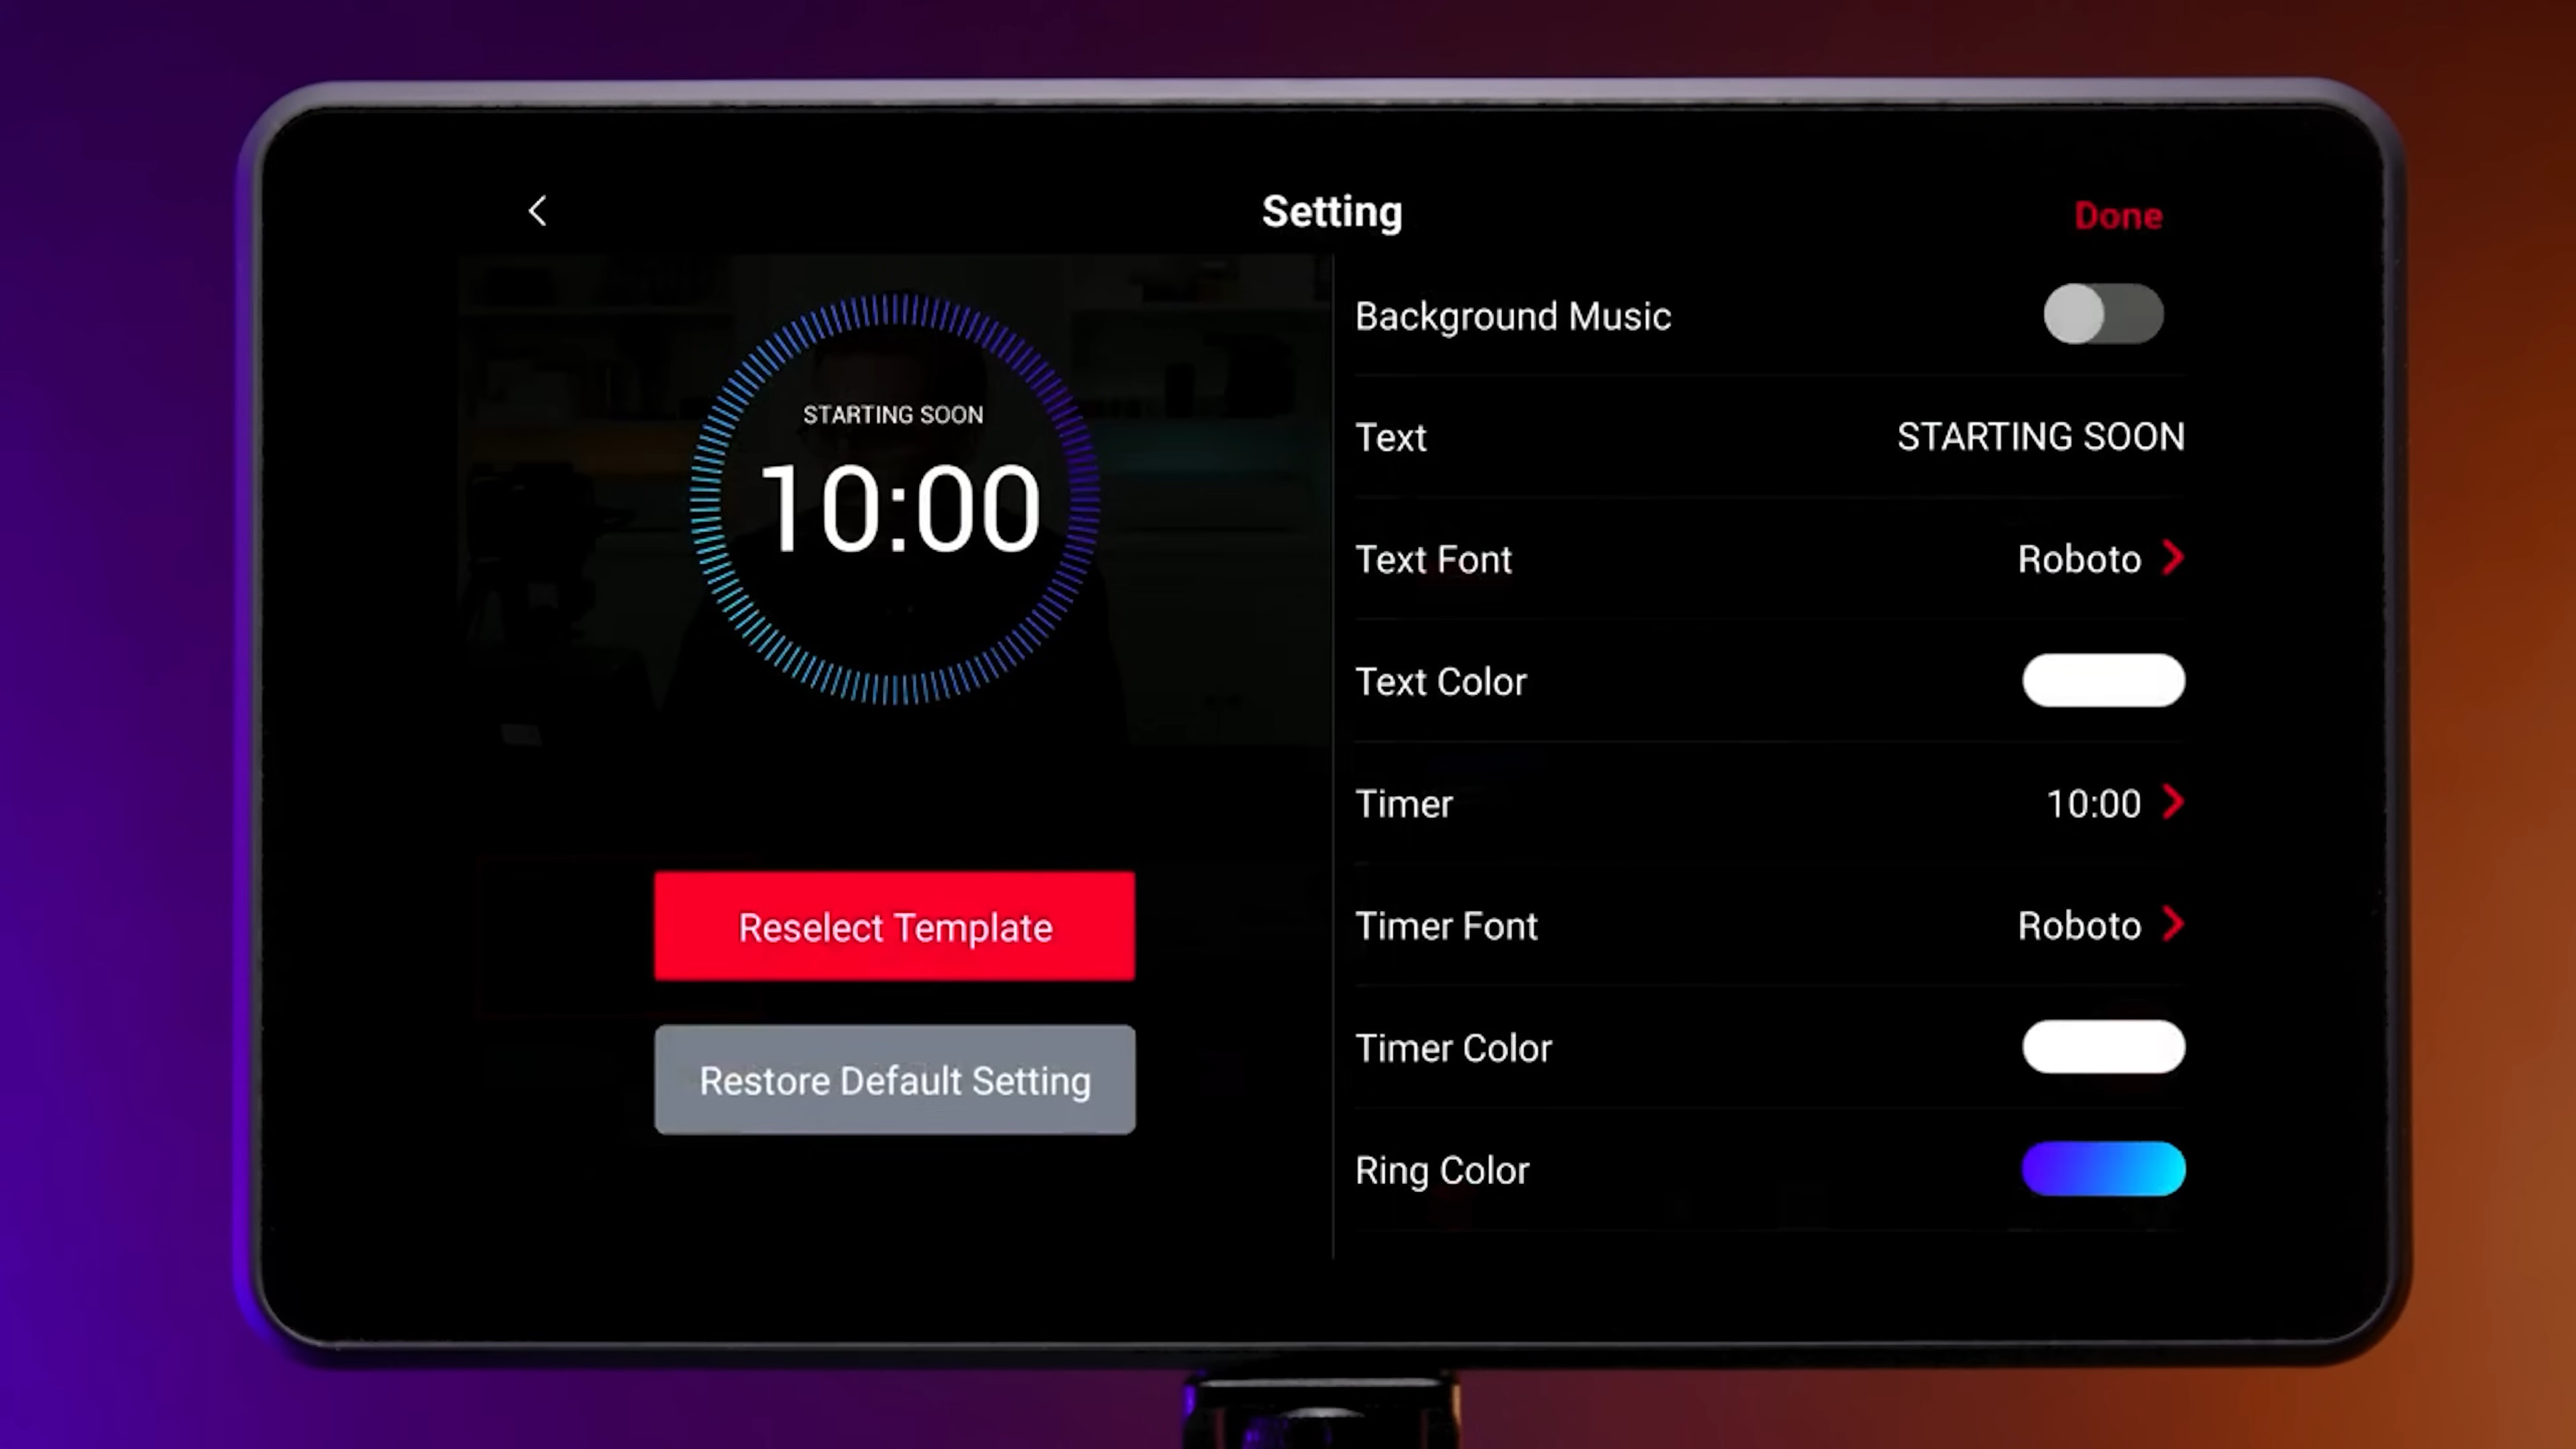 Setting
Done
STARTING SOON
10:00
Reselect Template
Restore Default Setting
Background Music
Text STARTING SOON
Text Font Roboto
Text Color
Timer 10:00
Timer Font Roboto
Timer Color
Ring Color